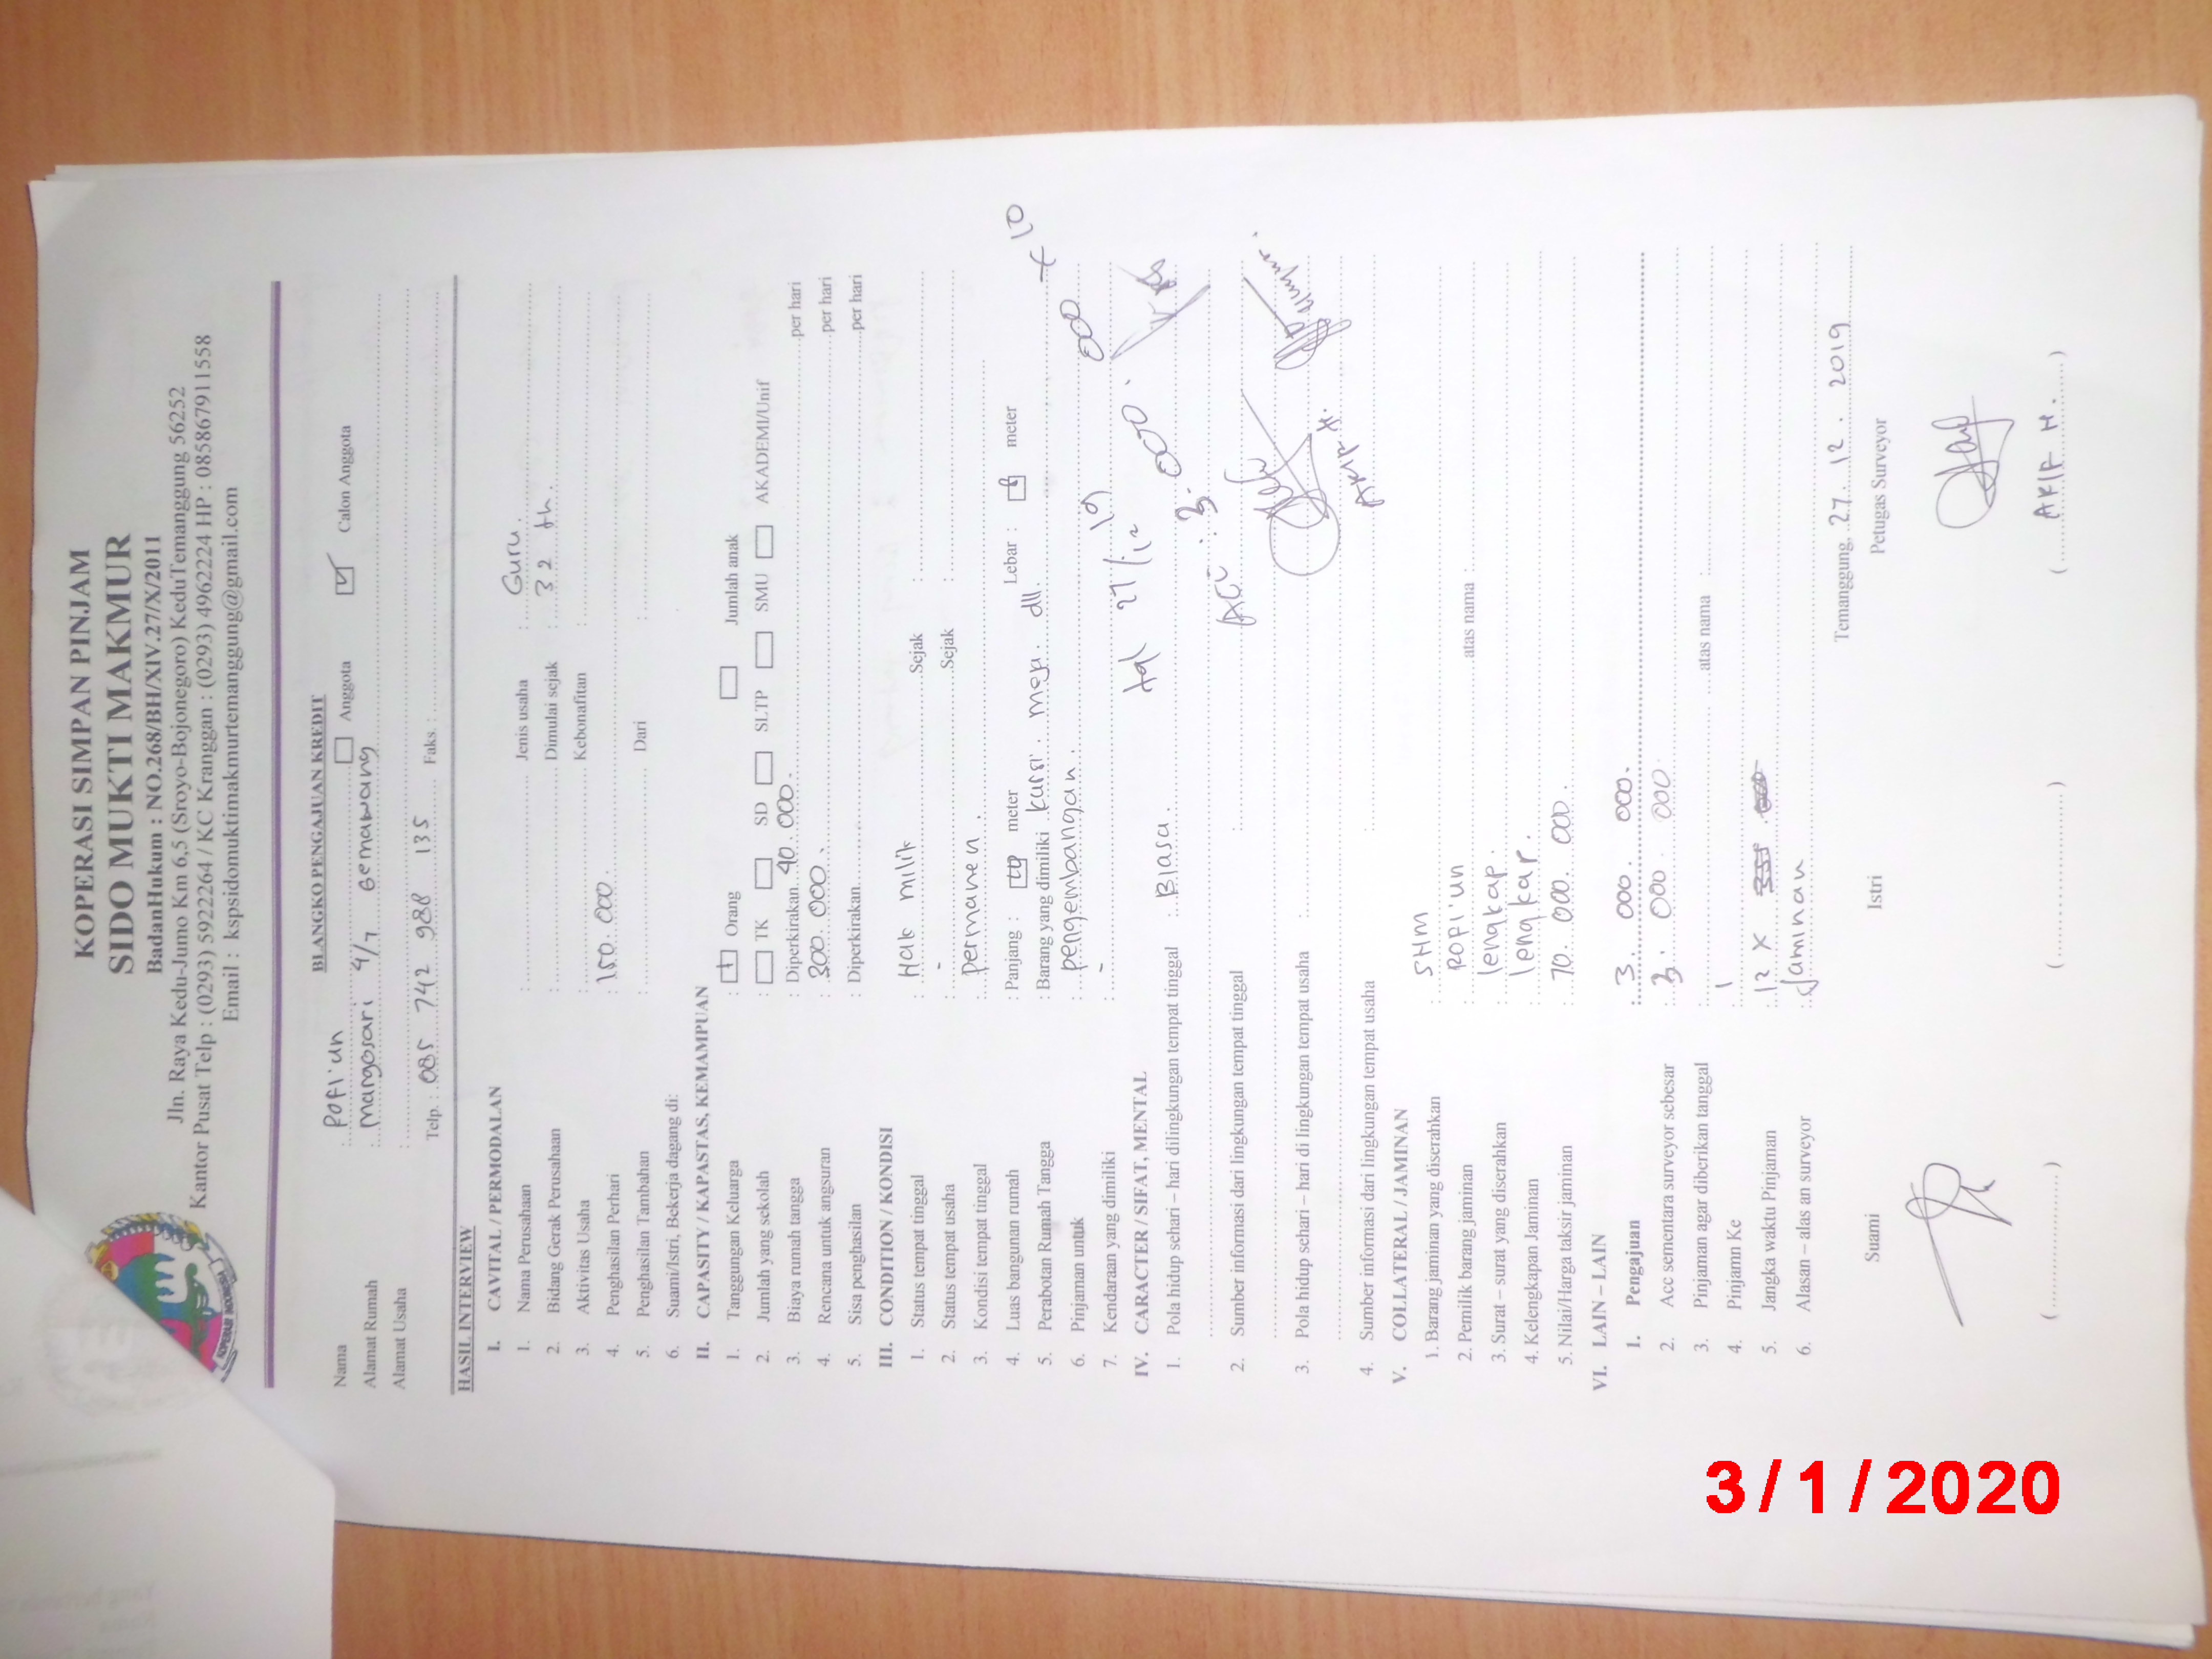 KOPERASI SIMPAN PINJAM
SIDO MUKTI MAKMUR
BadanHukum : NO.268/BH/XIV.27/X/2011
Jln. Raya Kedu-Jumo Km 6,5 (Sroyo-Bojonegoro) KeduTemanggung 56252
Kantor Pusat Telp : (0293) 5922264 / KC Kranggan : (0293) 4962224 HP : 085867911558
Email : kspsidomuktimakmurtemanggung@gmail.com
KOPERASI INDONESIA
BLANGKO PENGAJUAN KREDIT
Nama : Rofi'un Anggota Calon Anggota
Alamat Rumah : Margosari 4/7 Gemawang
Alamat Usaha :
Telp. : 085 742 988 135 Faks. :
HASIL INTERVIEW
I. CAVITAL / PERMODALAN
1. Nama Perusahaan : Jenis usaha : Guru.
2. Bidang Gerak Perusahaan : Dimulai sejak : 32 th.
3. Aktivitas Usaha : Kebonafitan :
4. Penghasilan Perhari : 150.000.
5. Penghasilan Tambahan : Dari :
6. Suami/Istri, Bekerja dagang di:
II. CAPASITY / KAPASTAS, KEMAMPUAN
1. Tanggungan Keluarga : Orang Jumlah anak
2. Jumlah yang sekolah : TK SD SLTP SMU AKADEMI/Unif
3. Biaya rumah tangga : Diperkirakan 40.000. per hari
4. Rencana untuk angsuran : 300.000. per hari
5. Sisa penghasilan : Diperkirakan per hari
III. CONDITION / KONDISI
1. Status tempat tinggal : Hak milik Sejak :
2. Status tempat usaha : - Sejak :
3. Kondisi tempat tinggal : permanen.
4. Luas bangunan rumah : Panjang : meter Lebar : meter
5. Perabotan Rumah Tangga : Barang yang dimiliki kursi meja. dll. x 10
6. Pinjaman untuk : pengembangan.
7. Kendaraan yang dimiliki : -
IV. CARACTER / SIFAT, MENTAL
tgl 27/12 19
1. Pola hidup sehari – hari dilingkungan tempat tinggal : Biasa.
ACC : 3. 000. 000
2. Sumber informasi dari lingkungan tempat tinggal :
3. Pola hidup sehari – hari di lingkungan tempat usaha :
ARIF H.
4. Sumber informasi dari lingkungan tempat usaha :
V. COLLATERAL / JAMINAN
1. Barang jaminan yang diserahkan : SHM
2. Pemilik barang jaminan : Rofi'un atas nama :
3. Surat – surat yang diserahkan : lengkap.
4. Kelengkapan Jaminan : lengkap.
5. Nilai/Harga taksir jaminan : 70.000.000.
VI. LAIN – LAIN
1. Pengajuan : 3. 000. 000.
2. Acc sementara surveyor sebesar : 3. 000. 000.
3. Pinjaman agar diberikan tanggal : atas nama :
4. Pinjamn Ke : 1
5. Jangka waktu Pinjaman : 12 x
6. Alasan – alas an surveyor : Jaminan
Temanggung, 27. 12. 2019
Suami Istri Petugas Surveyor
(ARIF H.)
3/1/2020